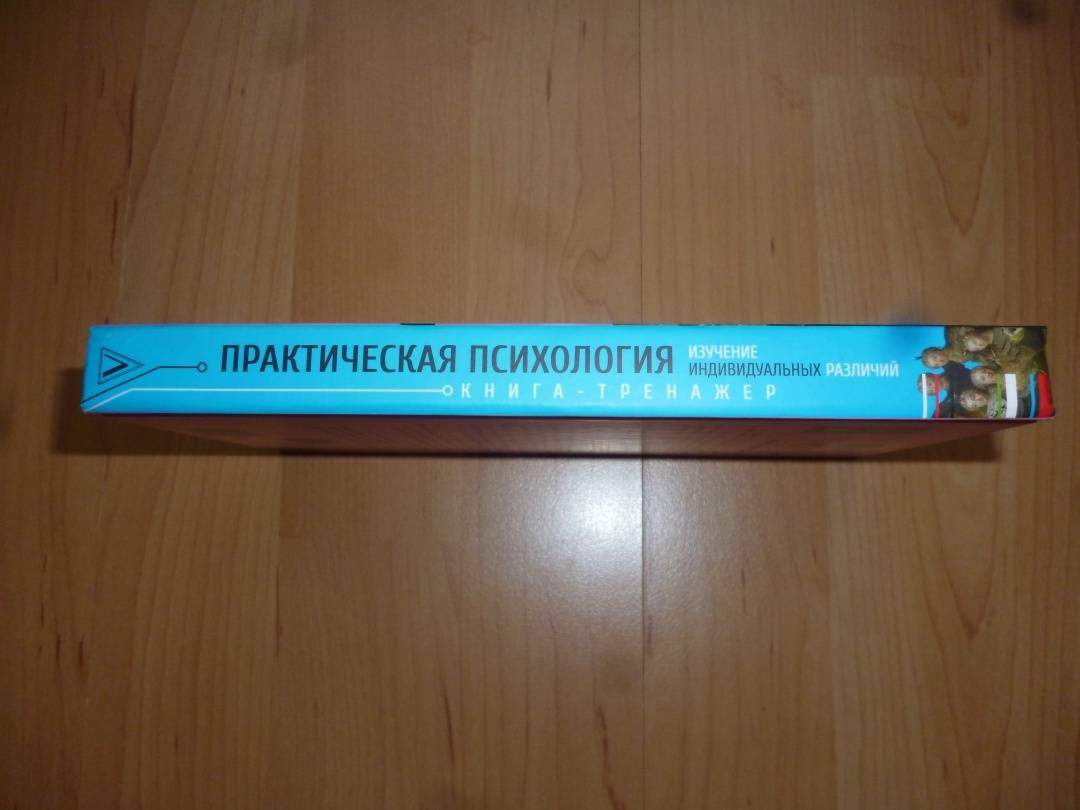 ПРАКТИЧЕСКАЯ ПСИХОЛОГИЯ
ИЗУЧЕНИЕ
ИНДИВИДУАЛЬНЫХ РАЗЛИЧИЙ
КНИГА-ТРЕНАЖЕР